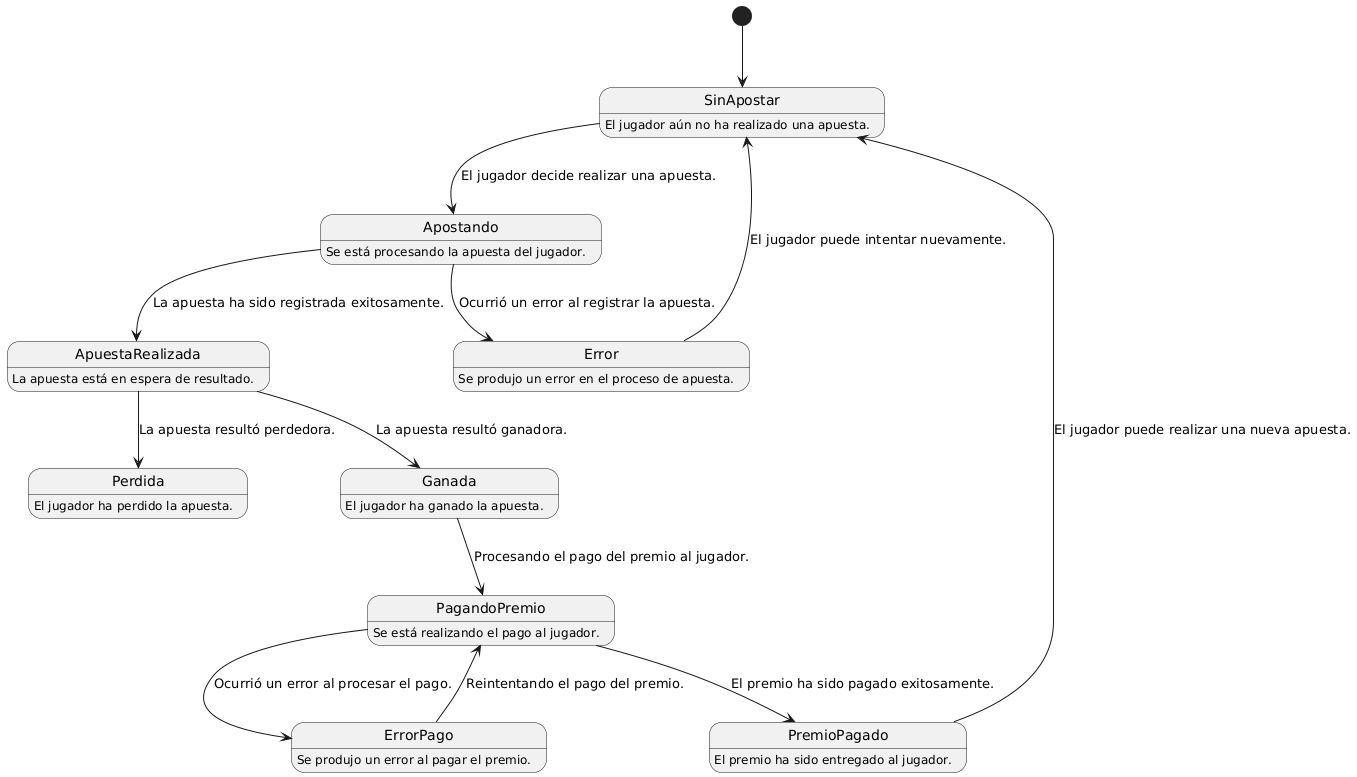 SinApostar
El jugador aún no ha realizado una apuesta.
El jugador decide realizar una apuesta.
Apostando
Se está procesando la apuesta del jugador.
El jugador puede intentar nuevamente.
La apuesta ha sido registrada exitosamente.
Ocurrió un error al registrar la apuesta.
ApuestaRealizada
La apuesta está en espera de resultado.
Error
Se produjo un error en el proceso de apuesta.
La apuesta resultó perdedora.
La apuesta resultó ganadora.
El jugador puede realizar una nueva apuesta.
Perdida
El jugador ha perdido la apuesta.
Ganada
El jugador ha ganado la apuesta.
Procesando el pago del premio al jugador.
PagandoPremio
Se está realizando el pago al jugador.
Ocurrió un error al procesar el pago.
Reintentando el pago del premio.
El premio ha sido pagado exitosamente.
ErrorPago
Se produjo un error al pagar el premio.
PremioPagado
El premio ha sido entregado al jugador.